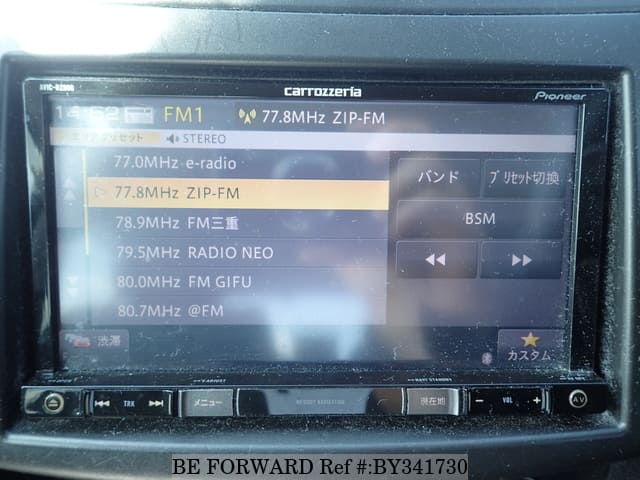 carrozzeria
Pioneer
FM1
77.8MHz ZIP-FM
STEREO
77.0MHz e-radio
77.8MHz ZIP-FM
78.9MHz FM三重
79.5MHz RADIO NEO
80.0MHz FM GIFU
80.7MHz @FM
バンド
プリセット切換
BSM
渋滞
カスタム
TRK
メニュー
現在地
- VOL +
AV
BE FORWARD Ref #:BY341730